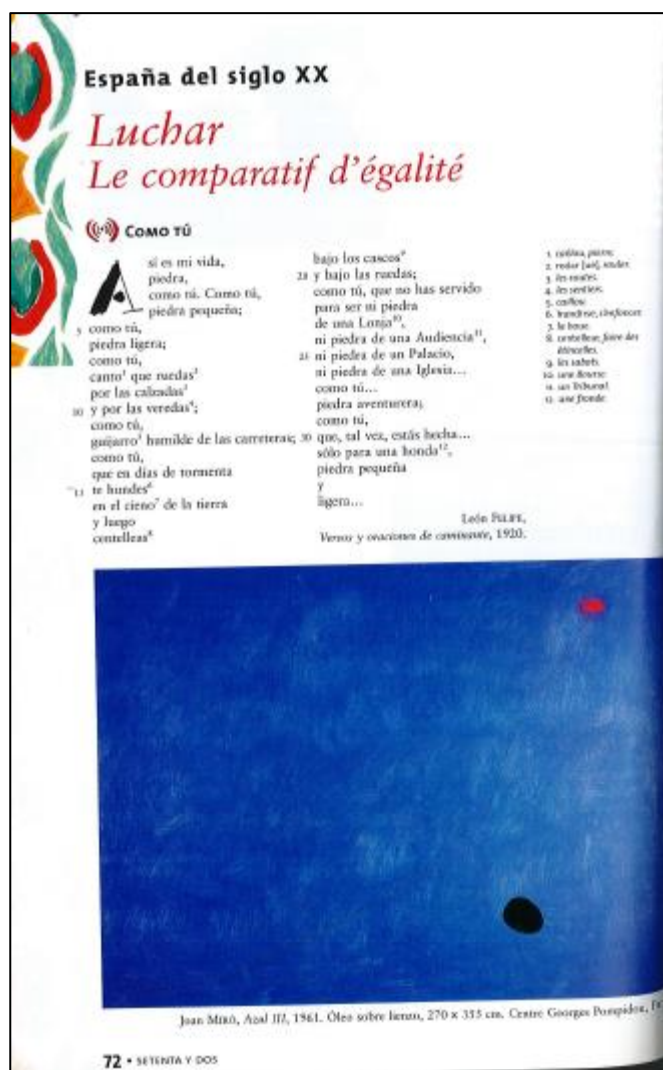 España del siglo XX
Luchar
Le comparatif d'égalité
COMO TÚ
Así es mi vida,
piedra,
como tú. Como tú,
piedra pequeña;
5 como tú,
piedra ligera;
como tú,
canto¹ que ruedas²
por las calzadas³
10 y por las veredas⁴;
como tú,
guijarro⁵ humilde de las carreteras;
como tú,
que en días de tormenta
15 te hundes⁶
en el cieno⁷ de la tierra
y luego
centelleas⁸
bajo los cascos⁹
y bajo las ruedas;
como tú, que no has servido
para ser ni piedra
de una Lonja¹⁰,
ni piedra de una Audiencia¹¹,
25 ni piedra de un Palacio,
ni piedra de una Iglesia...
como tú...
piedra aventurera;
como tú,
30 que, tal vez, estás hecha...
sólo para una honda¹²,
piedra pequeña
y
ligera...
León FELIPE,
Versos y oraciones de caminante, 1920.
1. caillou, pierre.
2. rodar [ue], rouler.
3. les routes.
4. les sentiers.
5. caillou.
6. hundirse, s'enfoncer.
7. la boue.
8. centellear, faire des
étincelles.
9. les sabots.
10. une Bourse.
11. un Tribunal.
12. une fronde.
Joan MIRÓ, Azul III, 1961. Óleo sobre lienzo, 270 x 355 cm. Centre Georges Pompidou,
72 • SETENTA Y DOS